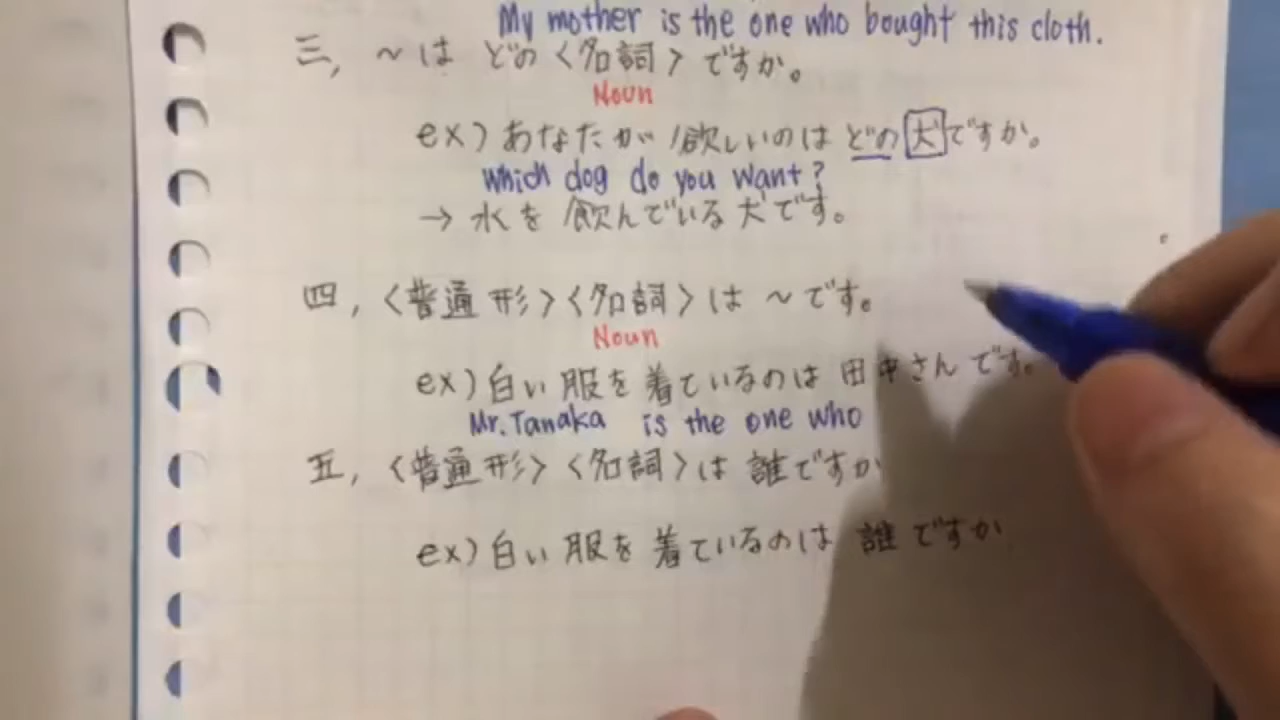 My mother is the one who bought this cloth.
三, ~は どの〈名詞〉ですか。
Noun
ex) あなたが 欲しいのは どの犬ですか。
Which dog do you want?
→ 水を 飲んでいる 犬です。
四, 〈普通形〉〈名詞〉は ~です。
Noun
ex) 白い 服を 着ているのは 田中さんです。
Mr. Tanaka is the one who
五, 〈普通形〉〈名詞〉は 誰ですか
ex) 白い 服を 着ているのは 誰ですか